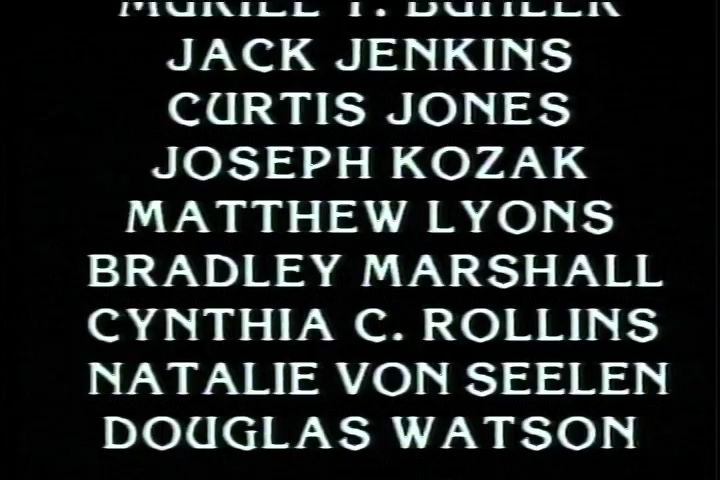 JACK JENKINS
CURTIS JONES
JOSEPH KOZAK
MATTHEW LYONS
BRADLEY MARSHALL
CYNTHIA C. ROLLINS
NATALIE VON SEELEN
DOUGLAS WATSON